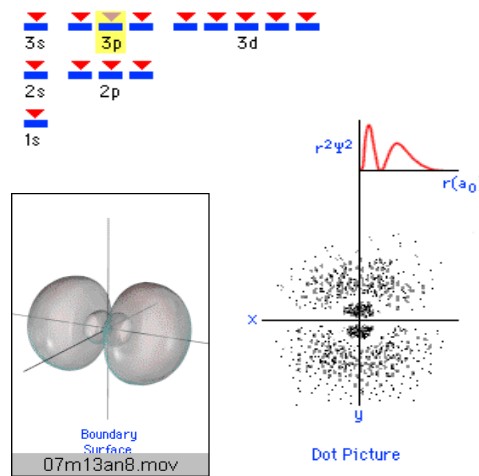 3s 3p 3d
2s 2p
1s
r²Ψ²
r(a₀
x
y
Boundary
Surface
07m13an8.mov
Dot Picture